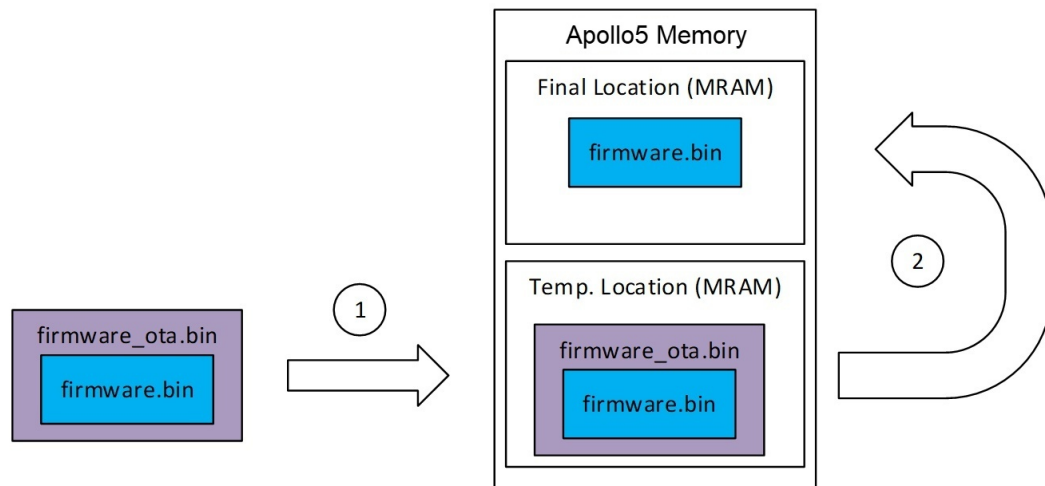 Apollo5 Memory
Final Location (MRAM)
firmware.bin
2
Temp. Location (MRAM)
1
firmware_ota.bin
firmware.bin
firmware_ota.bin
firmware.bin